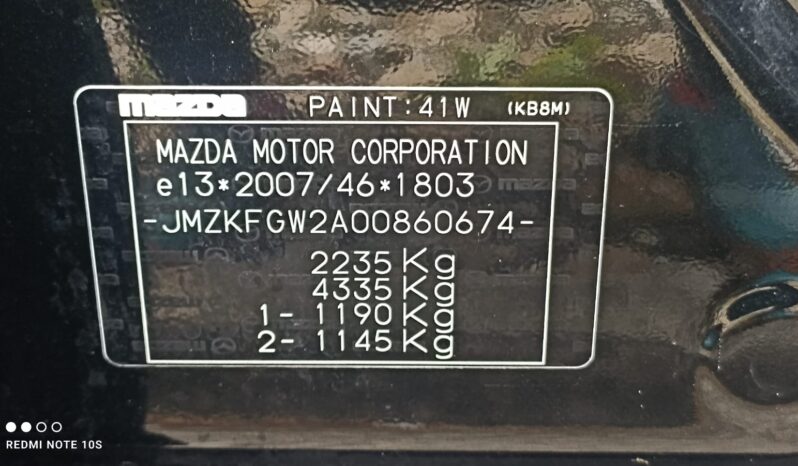 mazda PAINT:41W (KB8M)
MAZDA MOTOR CORPORATION
e13*2007/46*1803
-JMZKFGW2A00860674-
2235 Kg
4335 Kg
1- 1190 Kg
2- 1145 Kg
REDMI NOTE 10S